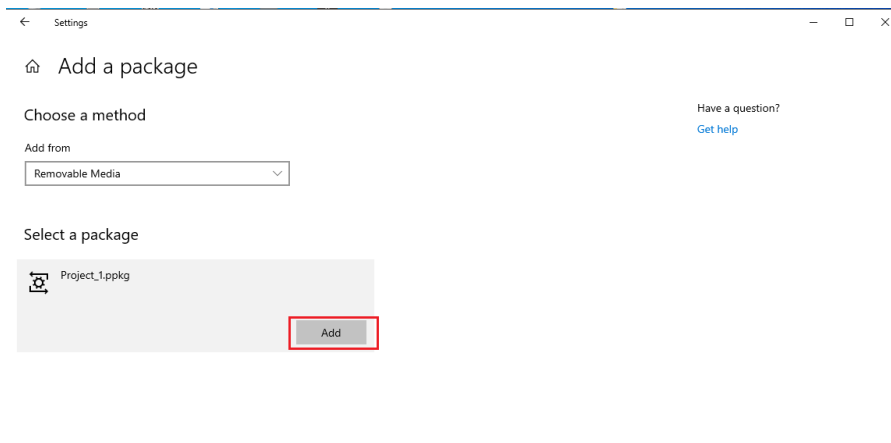 Settings
Add a package
Choose a method
Add from
Removable Media
Have a question?
Get help
Select a package
Project_1.ppkg
Add